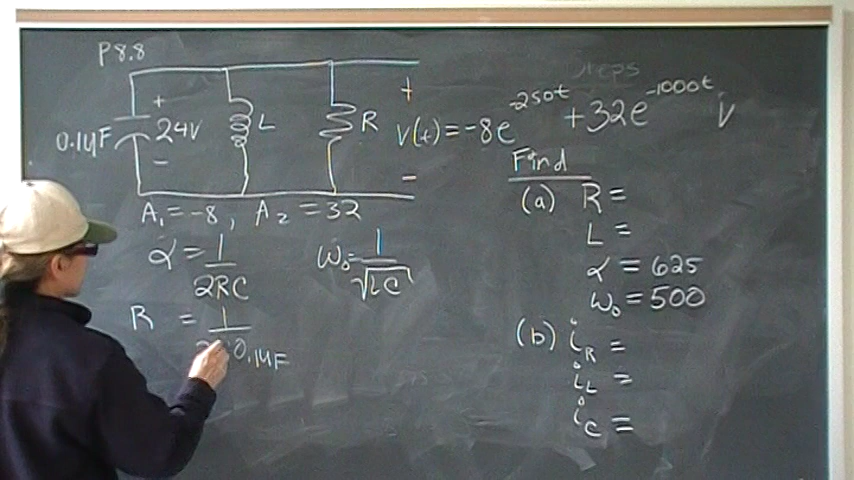 P8.8
0.1μF
+
24V
−
L
R
+
−
V(t) = -8e^-250t + 32e^-1000t V
A₁ = -8, A₂ = 32
α = 1/2RC
ω₀ = 1/√LC
R = 1/
0.1μF
Find
(a) R =
L =
α = 625
ω₀ = 500
(b) i_R =
i_L =
i_C =